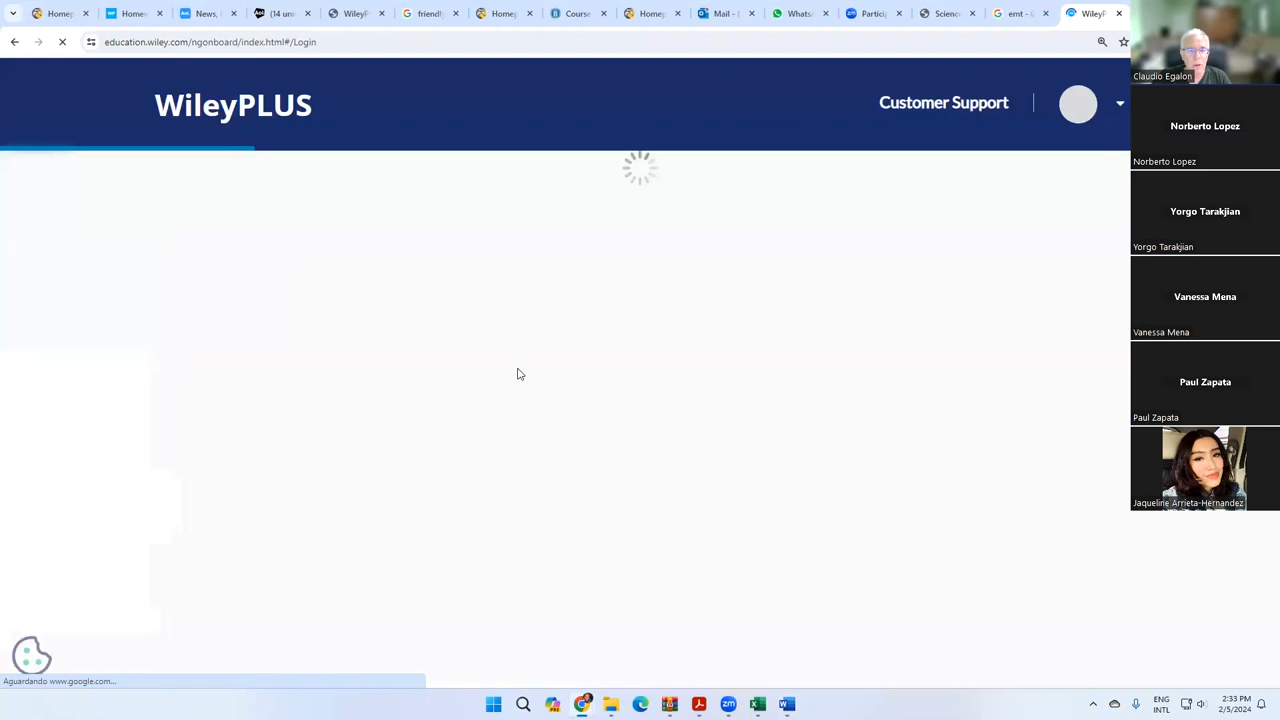 Home
Home
News
(14 un
WileyP
friend
Home
Course
Home
Mail -
Whats
Partici
Science
emt - G
WileyP
education.wiley.com/ngonboard/index.html#/Login
WileyPLUS
Customer Support
Claudio Egalon
Norberto Lopez
Norberto Lopez
Yorgo Tarakjian
Yorgo Tarakjian
Vanessa Mena
Vanessa Mena
Paul Zapata
Paul Zapata
Jaqueline Arrieta-Hernandez
Aguardando www.google.com...
ENG
INTL
2:33 PM
2/5/2024